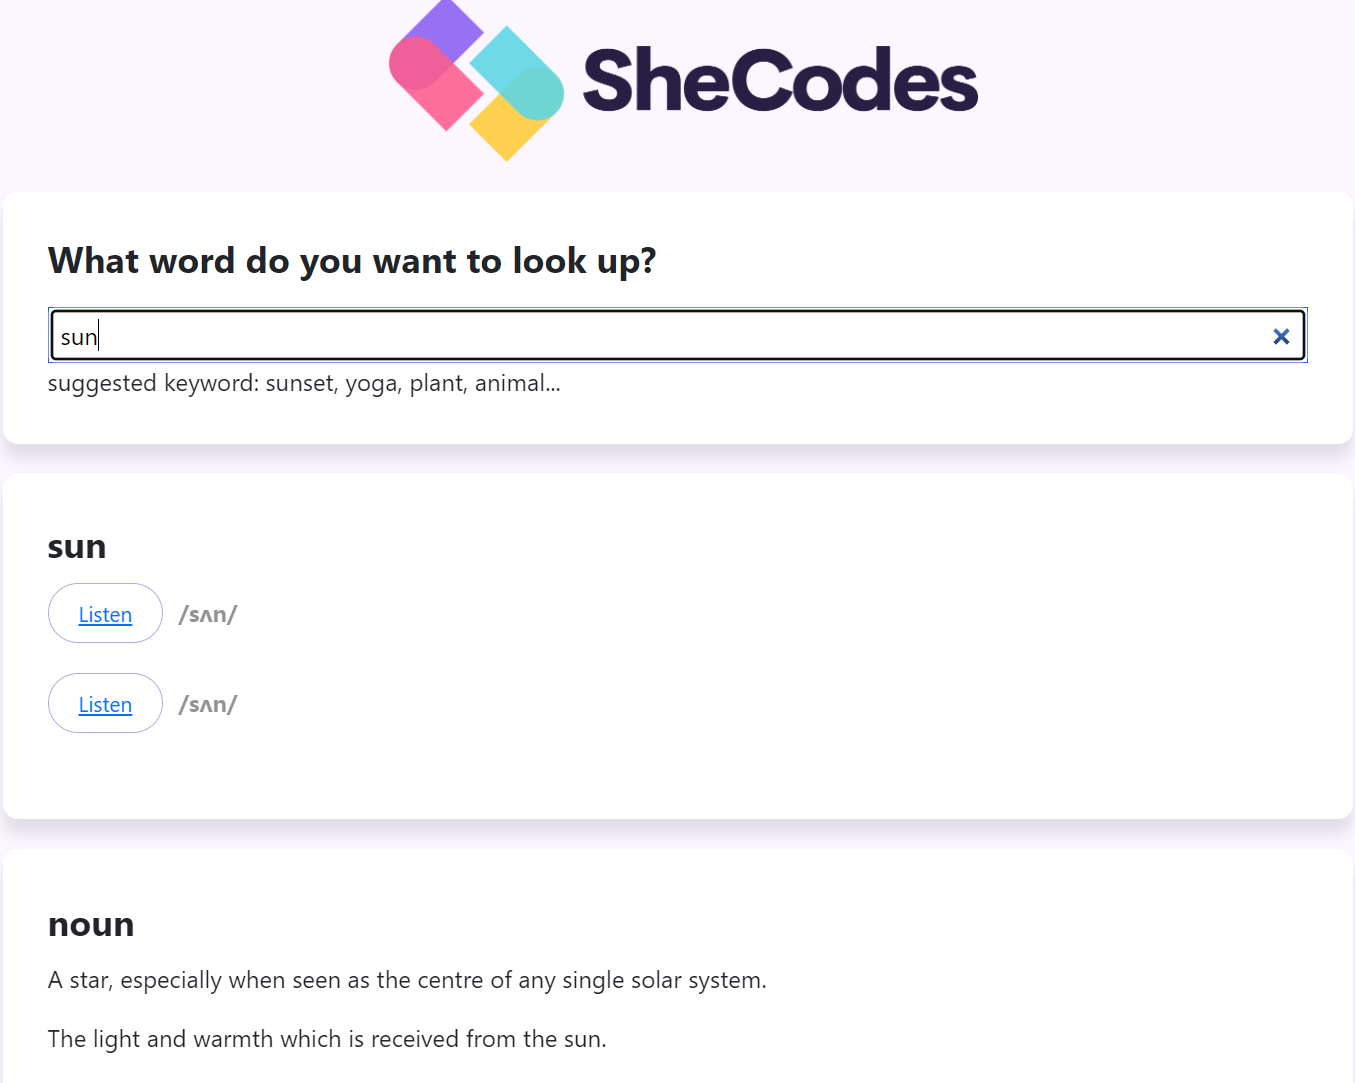 SheCodes
What word do you want to look up?
sun
suggested keyword: sunset, yoga, plant, animal...
sun
Listen /sʌn/
Listen /sʌn/
noun
A star, especially when seen as the centre of any single solar system.
The light and warmth which is received from the sun.